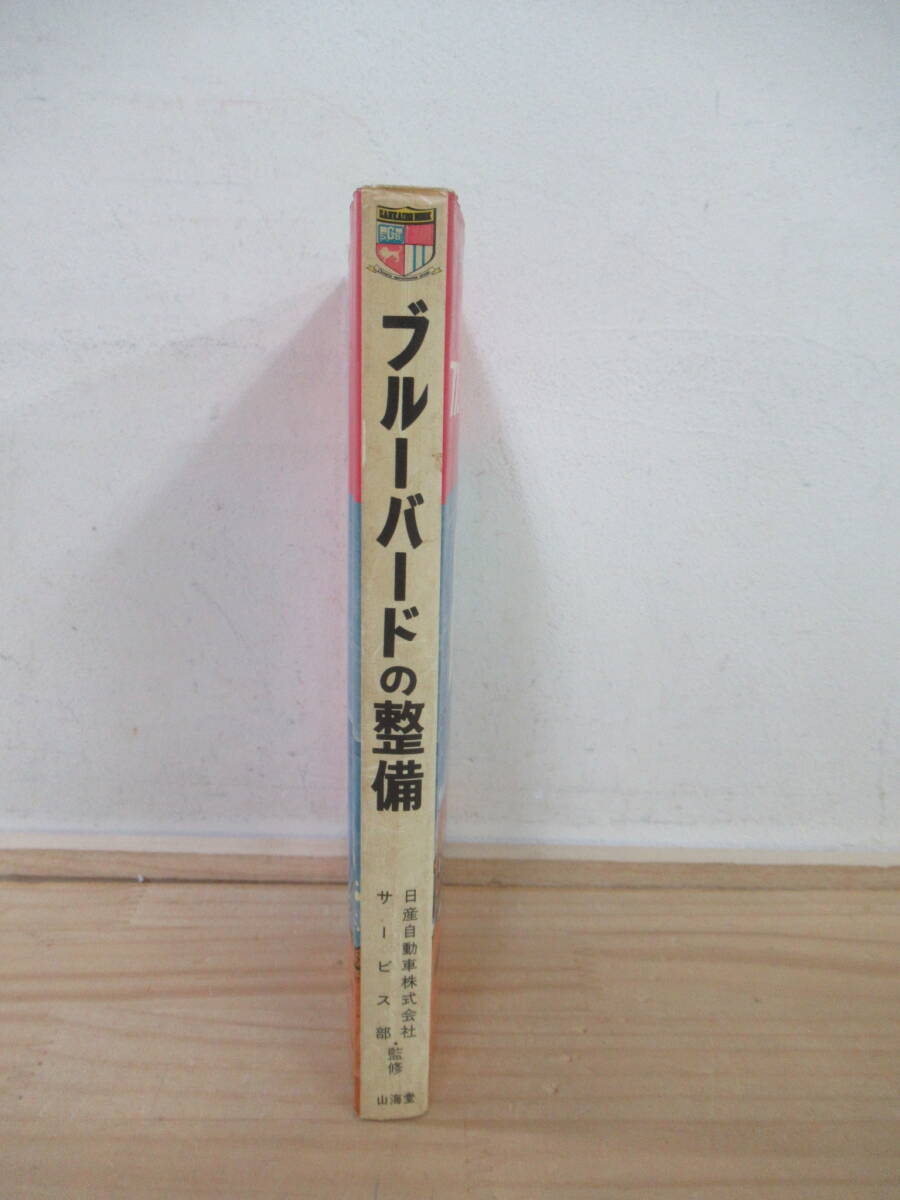 ブルーバードの整備
日産自動車株式会社
サービス部・監修
山海堂